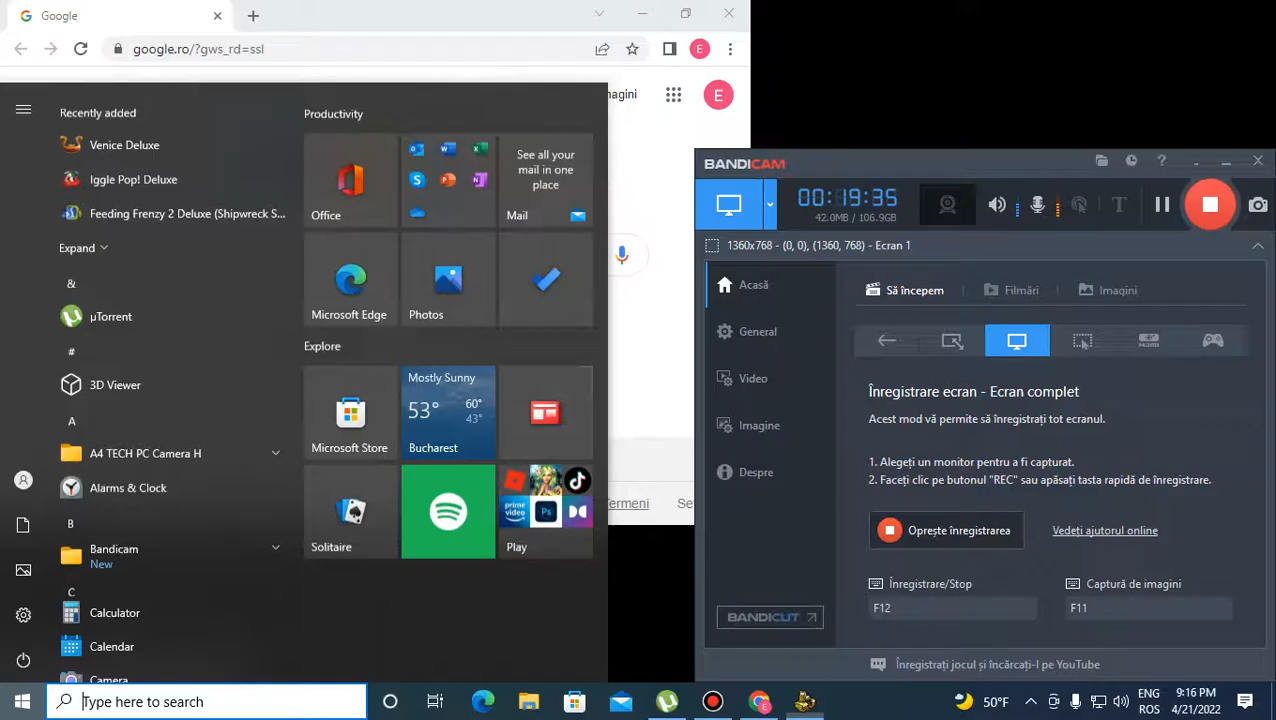 Google
google.ro/?gws_rd=ssl
E
magini
E
Recently added
Venice Deluxe
Iggle Pop! Deluxe
Feeding Frenzy 2 Deluxe (Shipwreck S...
Expand
&
µTorrent
#
3D Viewer
A
A4 TECH PC Camera H
Alarms & Clock
B
Bandicam
New
C
Calculator
Calendar
Camera
Productivity
Office
See all your
mail in one
place
Mail
Microsoft Edge
Photos
Explore
Microsoft Store
Mostly Sunny
53° 60°
43°
Bucharest
Solitaire
prime video
Ps
Play
Termeni
Se
BANDICAM
00:19:35
42.0MB / 106.9GB
1360x768 - (0, 0), (1360, 768) - Ecran 1
Acasă
General
Video
Imagine
Despre
BANDICUT
Să începem
Filmări
Imagini
HDMI
Înregistrare ecran - Ecran complet
Acest mod vă permite să înregistrați tot ecranul.
1. Alegeți un monitor pentru a fi capturat.
2. Faceți clic pe butonul "REC" sau apăsați tasta rapidă de înregistrare.
Oprește înregistrarea
Vedeți ajutorul online
Înregistrare/Stop
F12
Captură de imagini
F11
Înregistrați jocul și încărcați-l pe YouTube
Type here to search
50°F
ENG
ROS
9:16 PM
4/21/2022